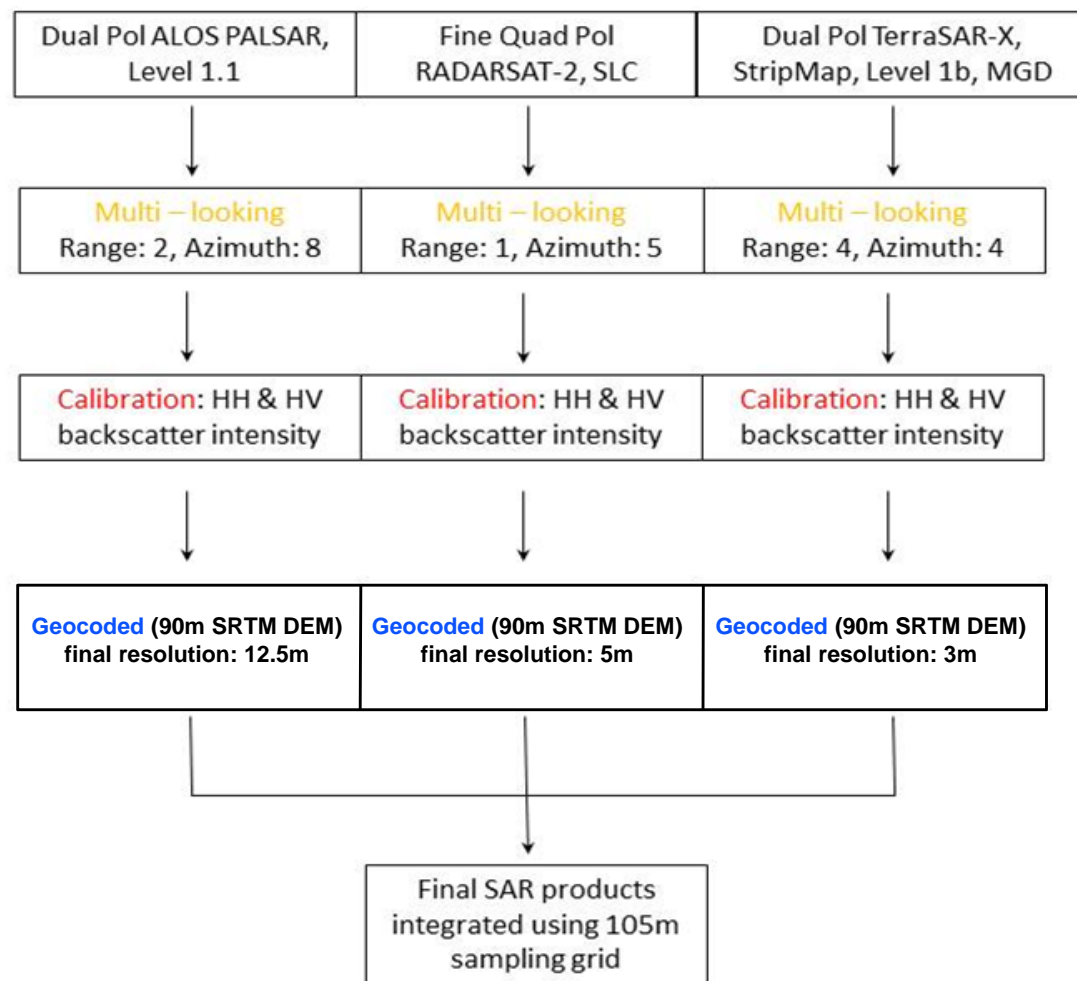 Dual Pol ALOS PALSAR,
Level 1.1
Fine Quad Pol
RADARSAT-2, SLC
Dual Pol TerraSAR-X,
StripMap, Level 1b, MGD
Multi – looking
Range: 2, Azimuth: 8
Multi – looking
Range: 1, Azimuth: 5
Multi – looking
Range: 4, Azimuth: 4
Calibration: HH & HV
backscatter intensity
Calibration: HH & HV
backscatter intensity
Calibration: HH & HV
backscatter intensity
Geocoded (90m SRTM DEM)
final resolution: 12.5m
Geocoded (90m SRTM DEM)
final resolution: 5m
Geocoded (90m SRTM DEM)
final resolution: 3m
Final SAR products
integrated using 105m
sampling grid